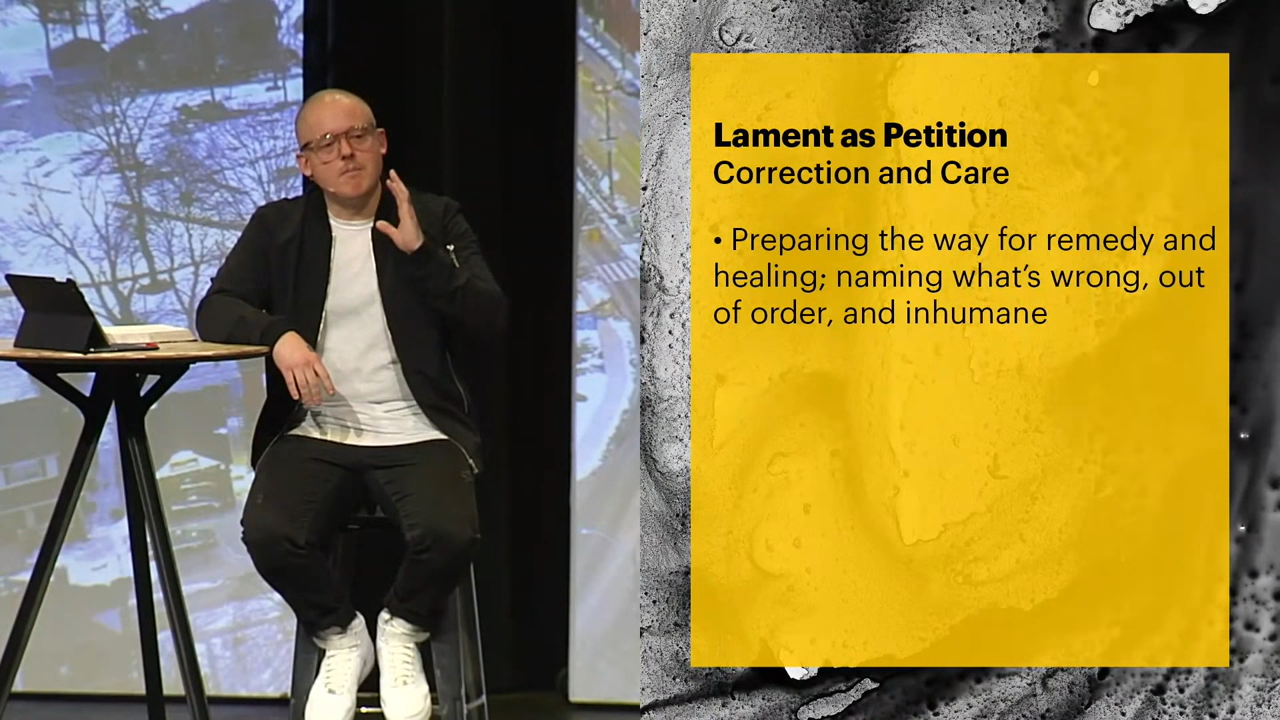 Lament as Petition
Correction and Care
• Preparing the way for remedy and
healing; naming what’s wrong, out
of order, and inhumane